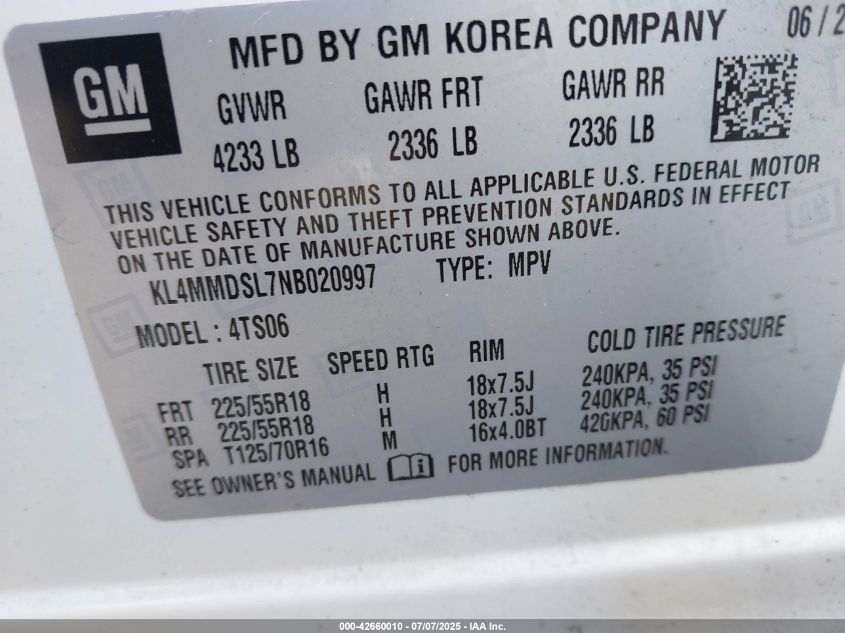 GM
MFD BY GM KOREA COMPANY 06/2
GVWR GAWR FRT GAWR RR
4233 LB 2336 LB 2336 LB
THIS VEHICLE CONFORMS TO ALL APPLICABLE U.S. FEDERAL MOTOR
VEHICLE SAFETY AND THEFT PREVENTION STANDARDS IN EFFECT
ON THE DATE OF MANUFACTURE SHOWN ABOVE.
KL4MMDSL7NB020997 TYPE: MPV
MODEL : 4TS06
TIRE SIZE SPEED RTG RIM COLD TIRE PRESSURE
FRT 225/55R18 H 18x7.5J 240KPA, 35 PSI
RR 225/55R18 H 18x7.5J 240KPA, 35 PSI
SPA T125/70R16 M 16x4.0BT 420KPA, 60 PSI
SEE OWNER'S MANUAL FOR MORE INFORMATION.
000-42660010 - 07/07/2025 - IAA Inc.